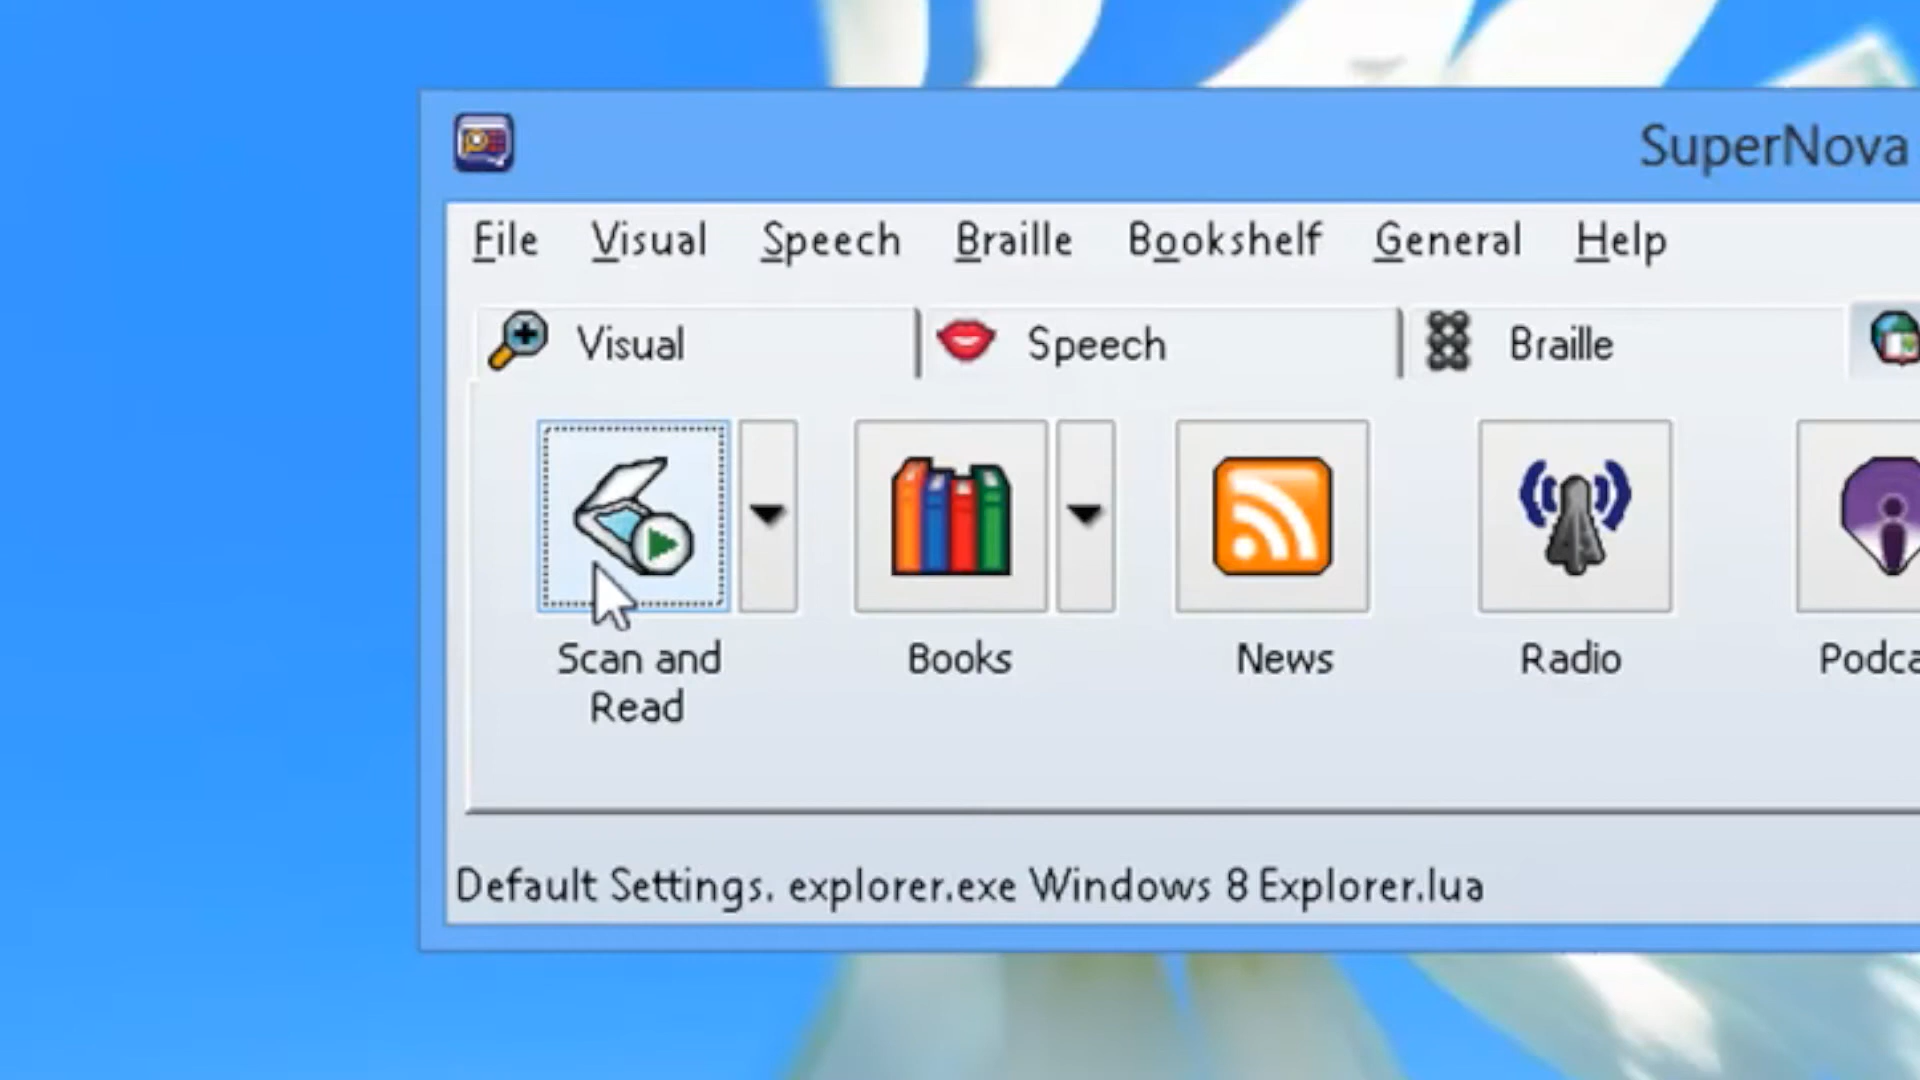 SuperNova
File Visual Speech Braille Bookshelf General Help
Visual Speech Braille
Scan and
Read
Books
News
Radio
Podca
Default Settings. explorer.exe Windows 8 Explorer.lua